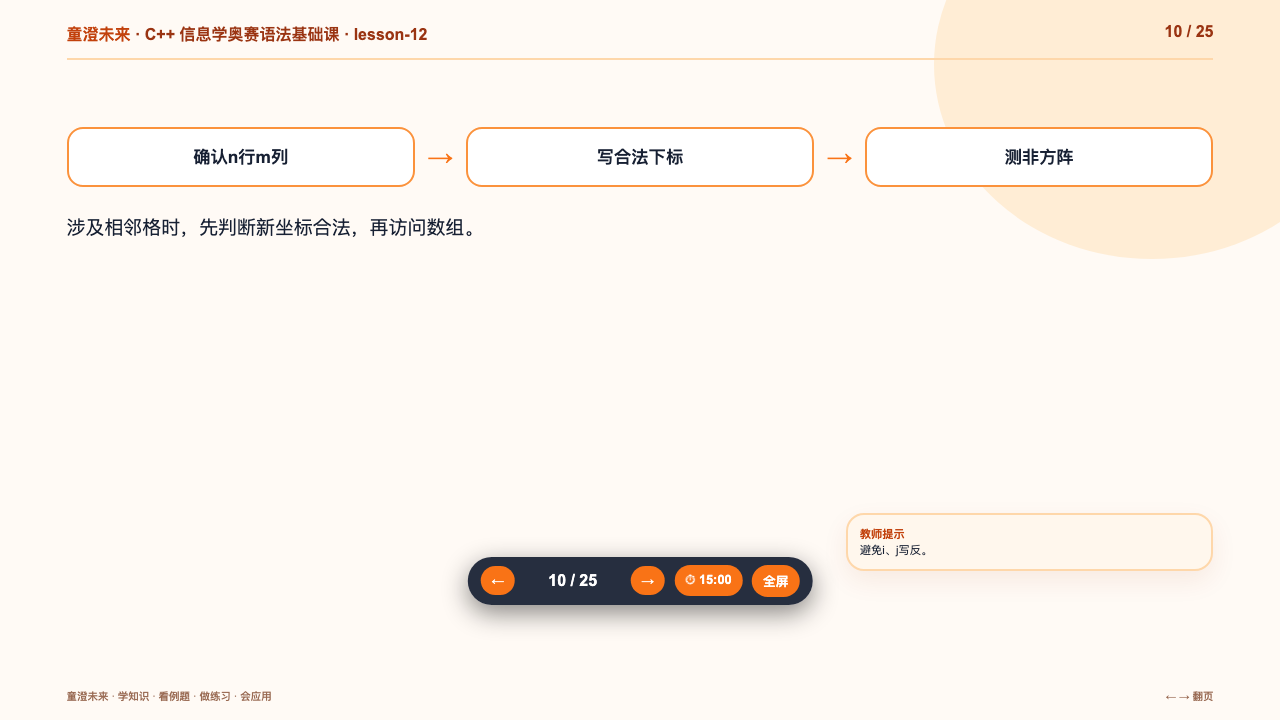 童澄未来 · C++ 信息学奥赛语法基础课 · lesson-12
10 / 25
确认n行m列
→
写合法下标
→
测非方阵
涉及相邻格时，先判断新坐标合法，再访问数组。
教师提示
避免i、j写反。
← 10 / 25 → ⏱ 15:00 全屏
童澄未来 · 学知识 · 看例题 · 做练习 · 会应用
← → 翻页